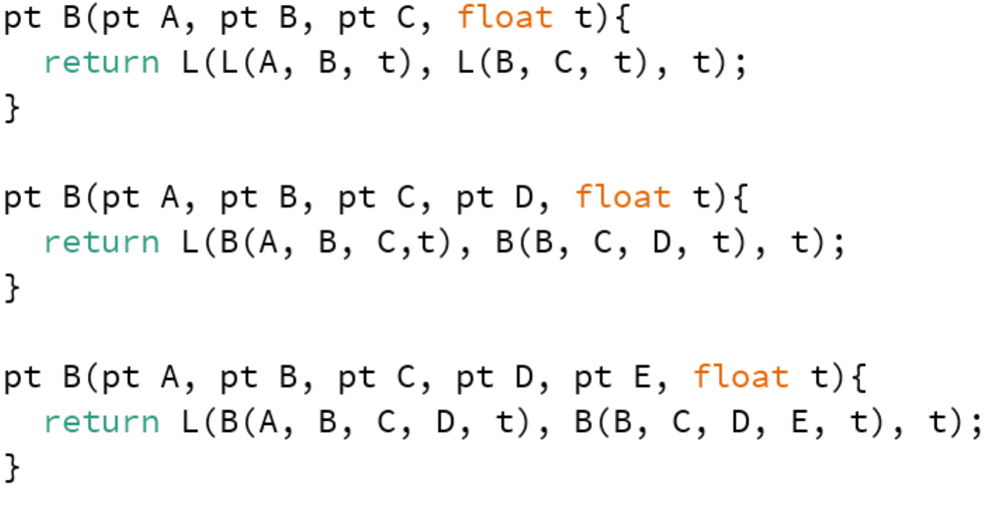 pt B(pt A, pt B, pt C, float t){
  return L(L(A, B, t), L(B, C, t), t);
}

pt B(pt A, pt B, pt C, pt D, float t){
  return L(B(A, B, C,t), B(B, C, D, t), t);
}

pt B(pt A, pt B, pt C, pt D, pt E, float t){
  return L(B(A, B, C, D, t), B(B, C, D, E, t), t);
}